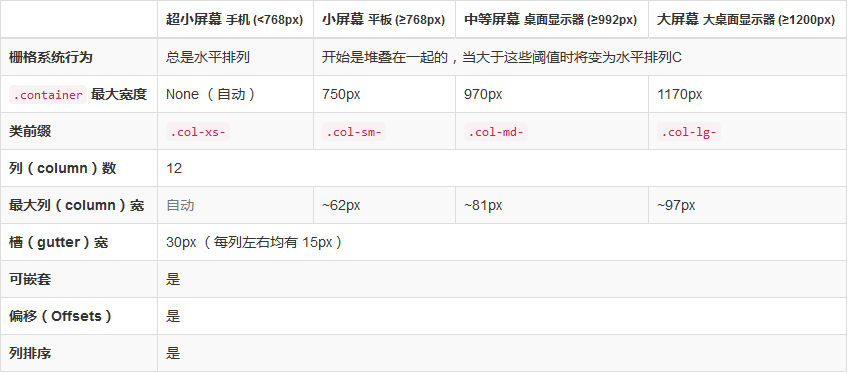 超小屏幕 手机 (<768px) 小屏幕 平板 (≥768px) 中等屏幕 桌面显示器 (≥992px) 大屏幕 大桌面显示器 (≥1200px)
栅格系统行为 总是水平排列 开始是堆叠在一起的，当大于这些阈值时将变为水平排列C
.container 最大宽度 None （自动） 750px 970px 1170px
类前缀 .col-xs- .col-sm- .col-md- .col-lg-
列（column）数 12
最大列（column）宽 自动 ~62px ~81px ~97px
槽（gutter）宽 30px （每列左右均有 15px）
可嵌套 是
偏移（Offsets） 是
列排序 是